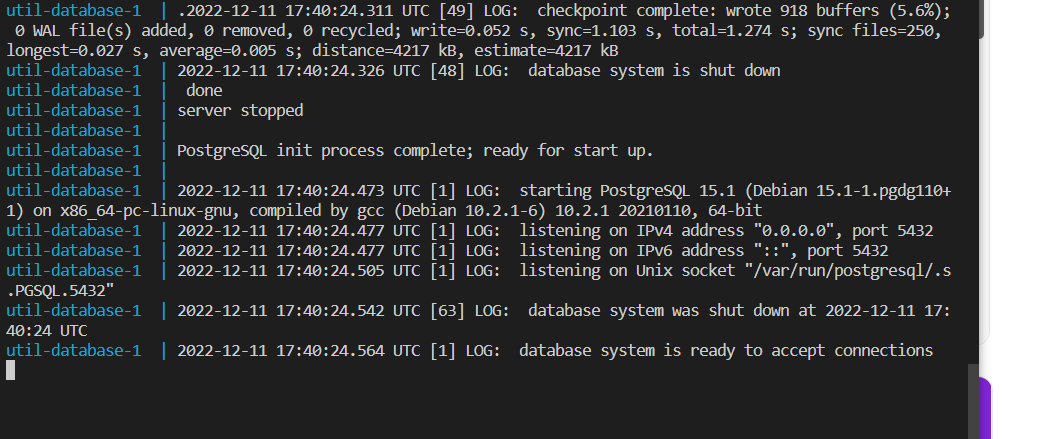 util-database-1  | .2022-12-11 17:40:24.311 UTC [49] LOG:  checkpoint complete: wrote 918 buffers (5.6%);
 0 WAL file(s) added, 0 removed, 0 recycled; write=0.052 s, sync=1.103 s, total=1.274 s; sync files=250,
longest=0.027 s, average=0.005 s; distance=4217 kB, estimate=4217 kB
util-database-1  | 2022-12-11 17:40:24.326 UTC [48] LOG:  database system is shut down
util-database-1  |  done
util-database-1  | server stopped
util-database-1  |
util-database-1  | PostgreSQL init process complete; ready for start up.
util-database-1  |
util-database-1  | 2022-12-11 17:40:24.473 UTC [1] LOG:  starting PostgreSQL 15.1 (Debian 15.1-1.pgdg110+
1) on x86_64-pc-linux-gnu, compiled by gcc (Debian 10.2.1-6) 10.2.1 20210110, 64-bit
util-database-1  | 2022-12-11 17:40:24.477 UTC [1] LOG:  listening on IPv4 address "0.0.0.0", port 5432
util-database-1  | 2022-12-11 17:40:24.477 UTC [1] LOG:  listening on IPv6 address "::", port 5432
util-database-1  | 2022-12-11 17:40:24.505 UTC [1] LOG:  listening on Unix socket "/var/run/postgresql/.s
.PGSQL.5432"
util-database-1  | 2022-12-11 17:40:24.542 UTC [63] LOG:  database system was shut down at 2022-12-11 17:
40:24 UTC
util-database-1  | 2022-12-11 17:40:24.564 UTC [1] LOG:  database system is ready to accept connections